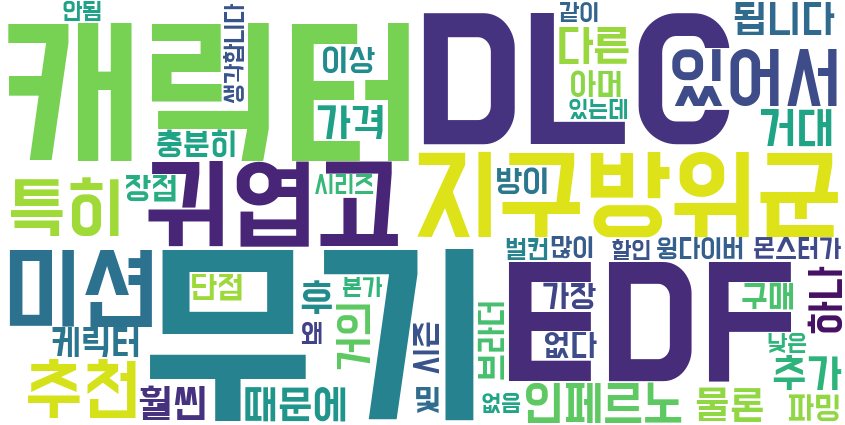 안됨
캐릭터
생각합니다
이상
가격
충분히
DLC
같이
다른
아머
있는데
됩니다
있어서
거대
특히
장점
귀엽고
시리즈
지구방위군
방이
미션
무기
단점
후
본가
왜
거의
시즌
및
브라더
벌컨
많이
할인
윙다이버
몬스터가
EDF
가장
없다
구매
하나
낮은
추가
케릭터
추천
훨씬
때문에
없음
인페르노
물론
파밍